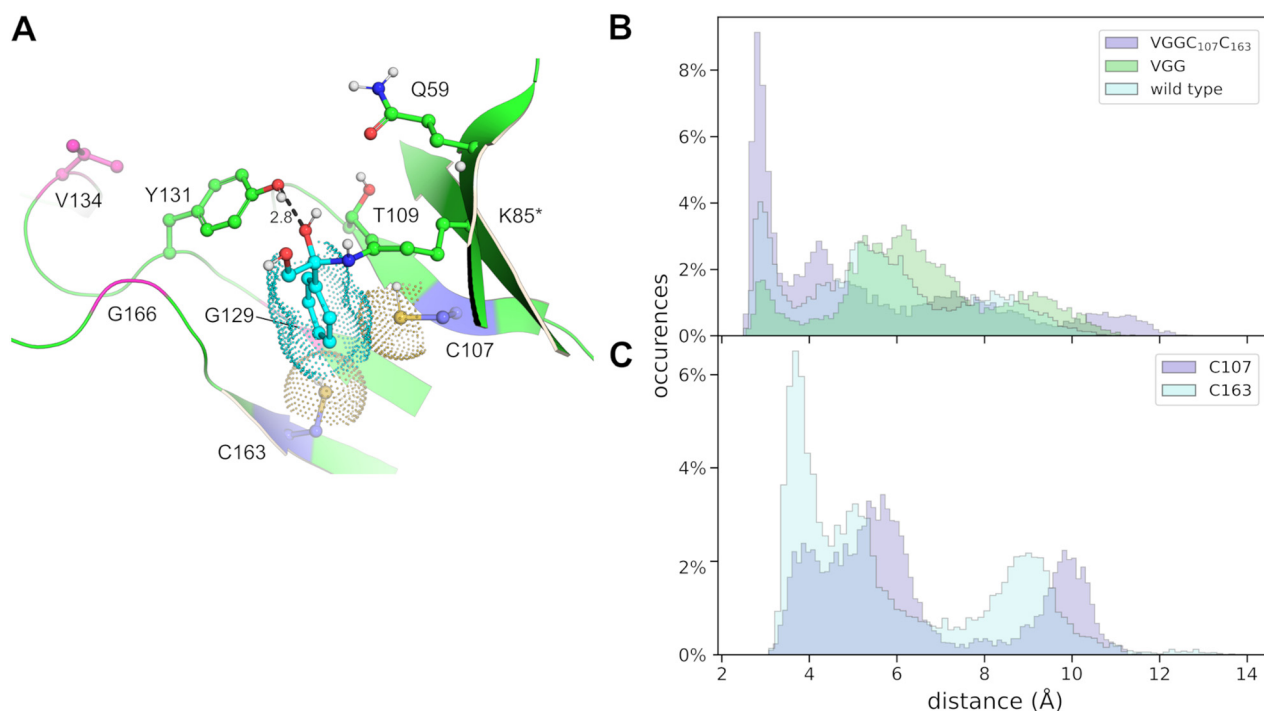 A
Q59
V134
Y131
2.8
T109
K85*
G166
G129
C107
C163
B
VGGC₁₀₇C₁₆₃
VGG
wild type
8%
6%
4%
2%
0%
occurences
C
C107
C163
6%
4%
2%
0%
2 4 6 8 10 12 14
distance (Å)